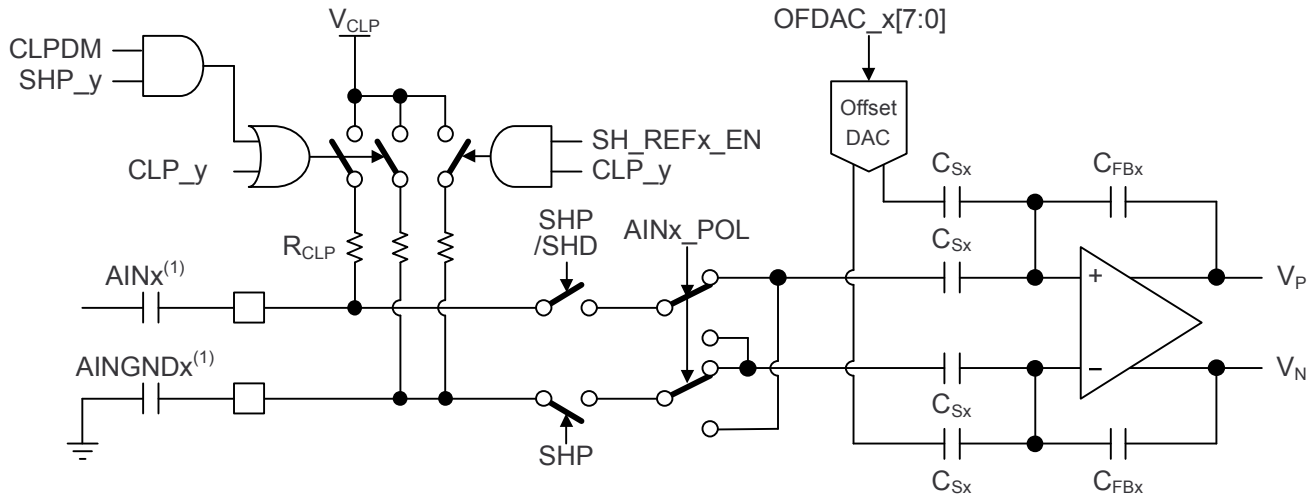 V_CLP
OFDAC_x[7:0]
CLPDM
SHP_y
CLP_y
SH_REFx_EN
CLP_y
Offset
DAC
C_Sx
C_FBx
SHP
/SHD
AINx_POL
R_CLP
C_Sx
AINx(1)
+
V_P
AINGNDx(1)
−
V_N
C_Sx
SHP
C_Sx
C_FBx